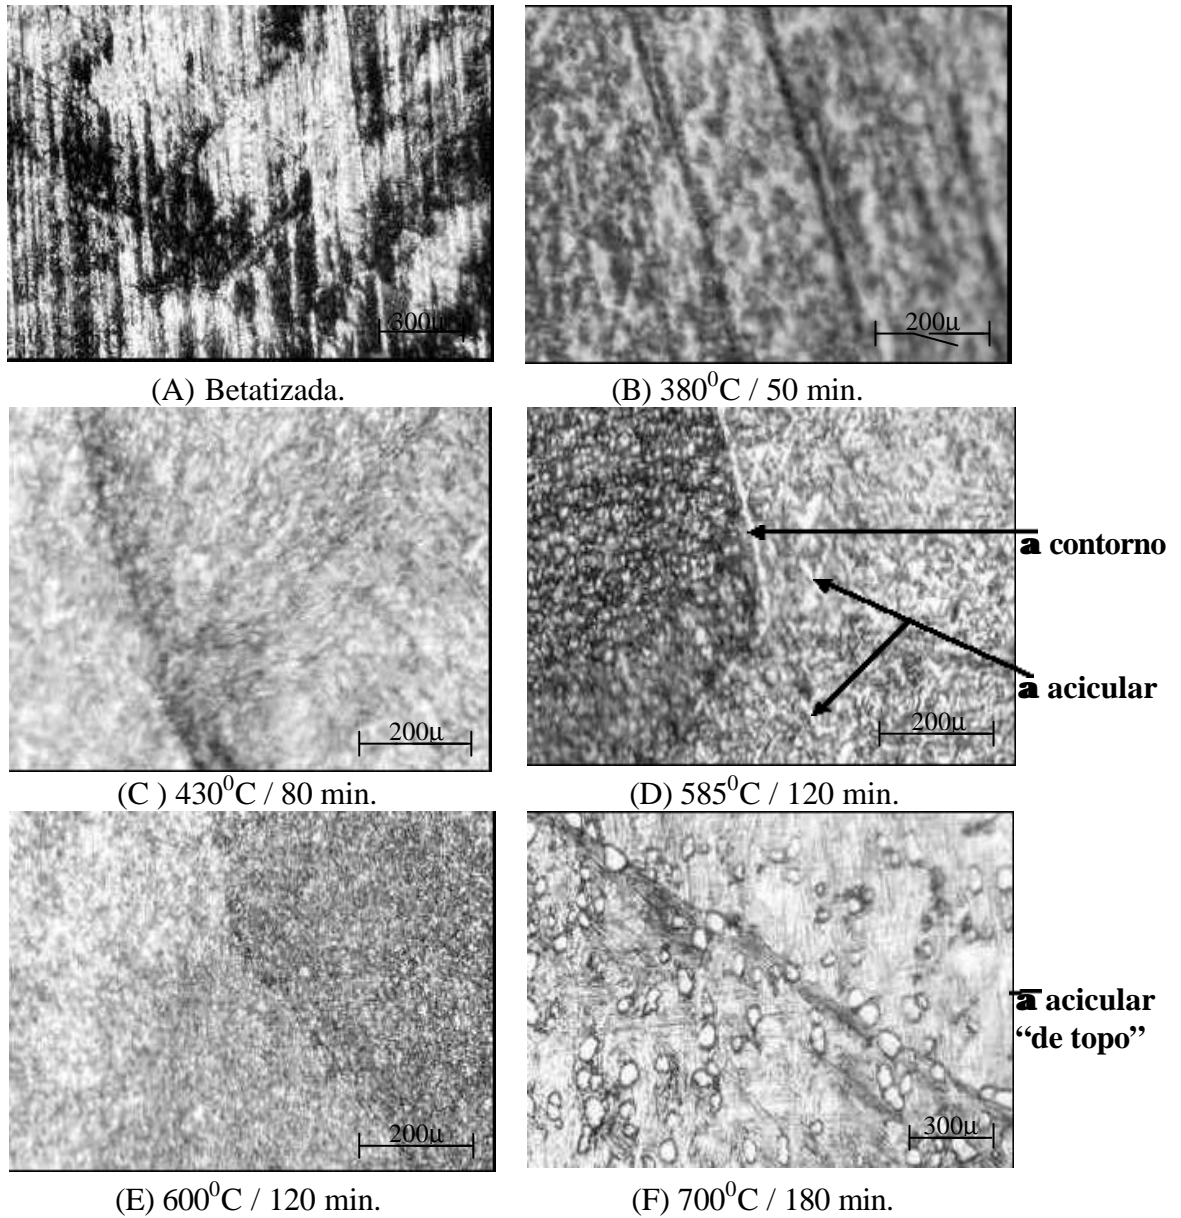 300µ
200µ
(A) Betatizada.
(B) 380⁰C / 50 min.
200µ
200µ
a contorno
a acicular
(C ) 430⁰C / 80 min.
(D) 585⁰C / 120 min.
200µ
300µ
a acicular
“de topo”
(E) 600⁰C / 120 min.
(F) 700⁰C / 180 min.